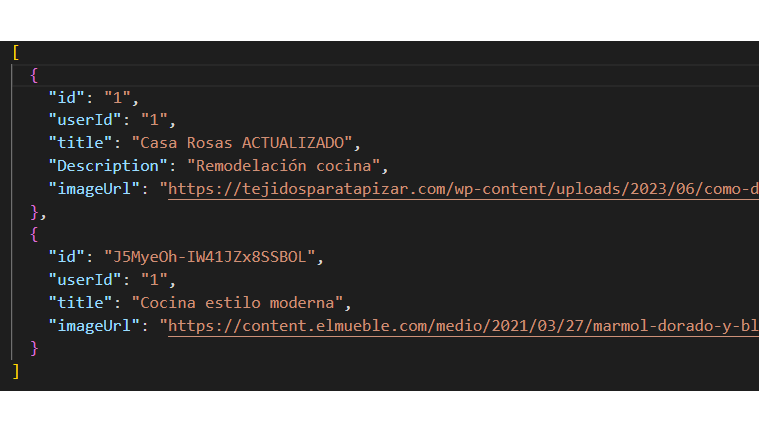 [
{
"id": "1",
"userId": "1",
"title": "Casa Rosas ACTUALIZADO",
"Description": "Remodelación cocina",
"imageUrl": "https://tejidosparatapizar.com/wp-content/uploads/2023/06/como-d
},
{
"id": "J5MyeOh-IW41JZx8SSBOL",
"userId": "1",
"title": "Cocina estilo moderna",
"imageUrl": "https://content.elmueble.com/medio/2021/03/27/marmol-dorado-y-bl
}
]